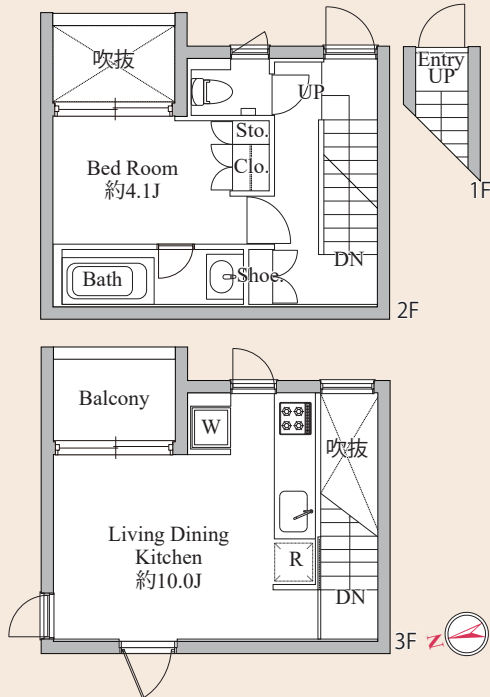 吹抜
UP
Entry
UP
1F
Sto.
Clo.
Bed Room
約4.1J
Bath
Shoe.
DN
2F
Balcony
W
吹抜
Living Dining
Kitchen
約10.0J
R
DN
3F
N